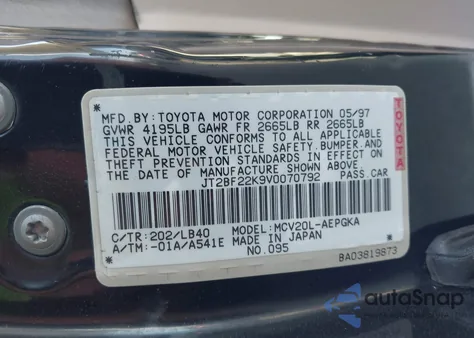 MFD.BY:TOYOTA MOTOR CORPORATION 05/97
GVWR 4195LB GAWR FR 2665LB RR 2665LB
THIS VEHICLE CONFORMS TO ALL APPLICABLE
FEDERAL MOTOR VEHICLE SAFETY,BUMPER,AND
THEFT PREVENTION STANDARDS IN EFFECT ON
THE DATE OF MANUFACTURE SHOWN ABOVE.
JT2BF22K9V0070792 PASS.CAR
TOYOTA
C/TR:202/LB40 MODEL:MCV20L-AEPGKA
A/TM:-01A/A541E MADE IN JAPAN
NO.095
BA03819873
autoSnap